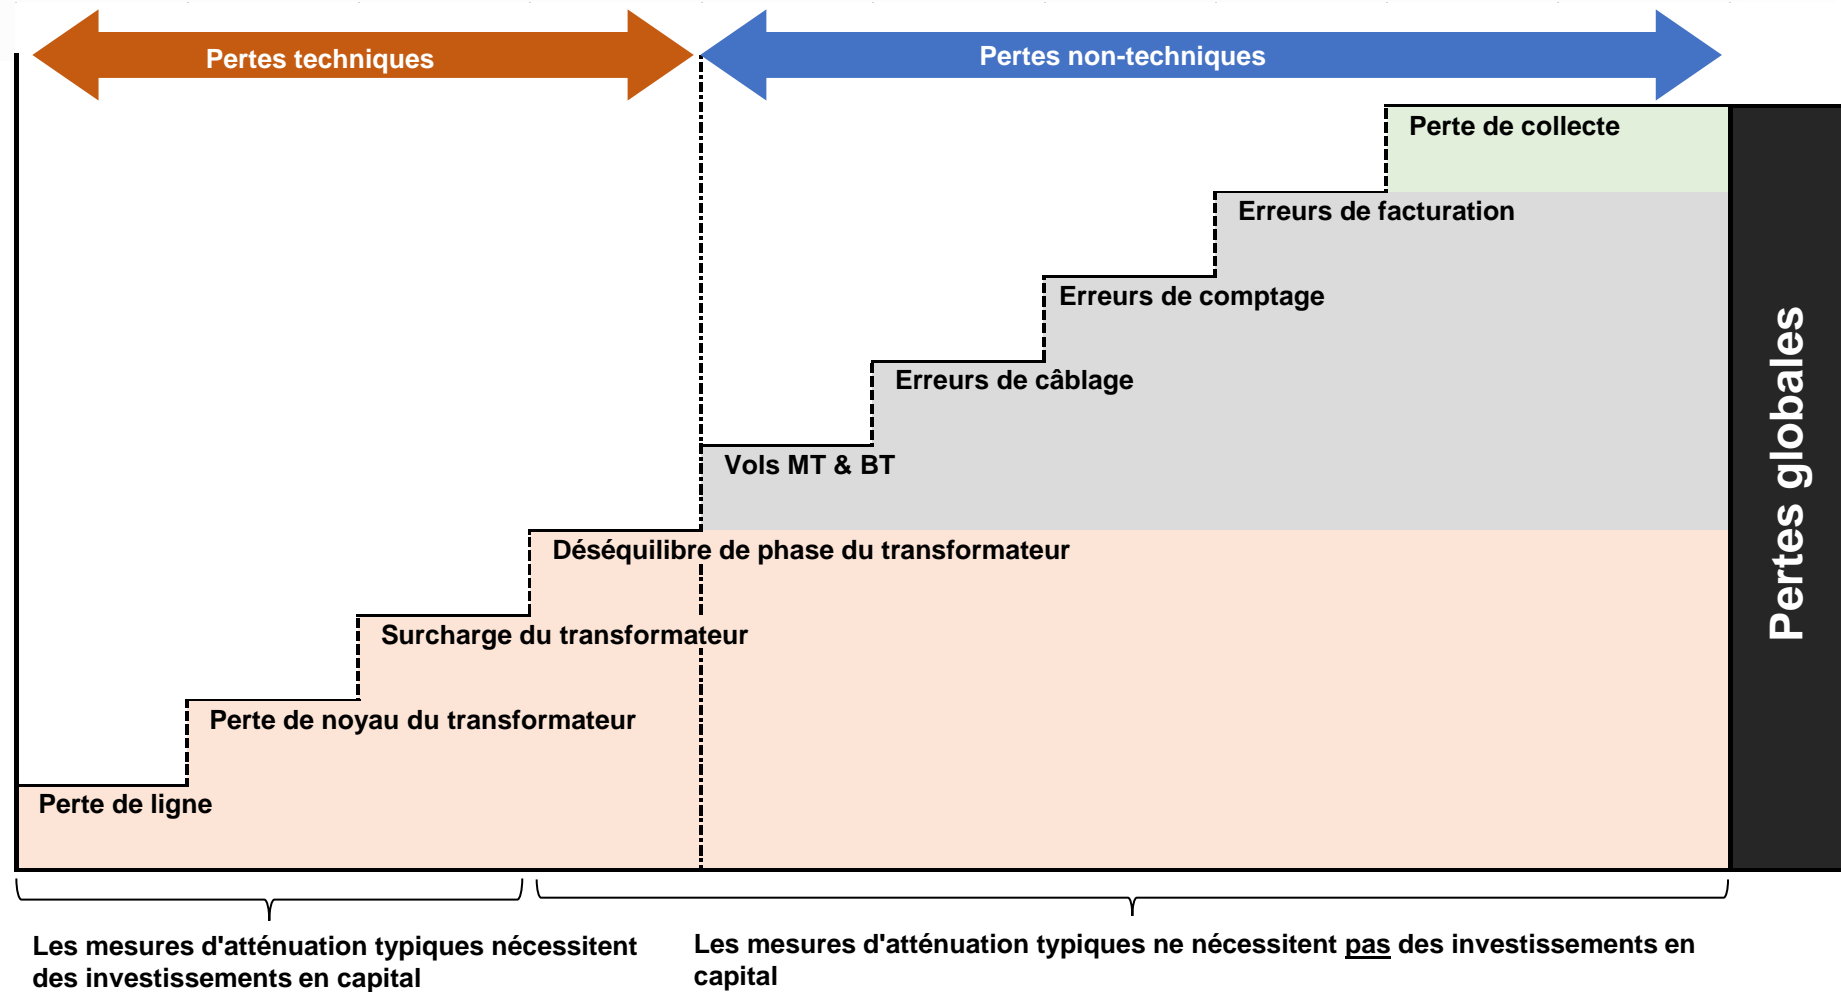 Pertes techniques
Pertes non-techniques
Perte de collecte
Erreurs de facturation
Erreurs de comptage
Erreurs de câblage
Vols MT & BT
Déséquilibre de phase du transformateur
Surcharge du transformateur
Perte de noyau du transformateur
Perte de ligne
Pertes globales
Les mesures d'atténuation typiques nécessitent
des investissements en capital
Les mesures d'atténuation typiques ne nécessitent pas des investissements en
capital